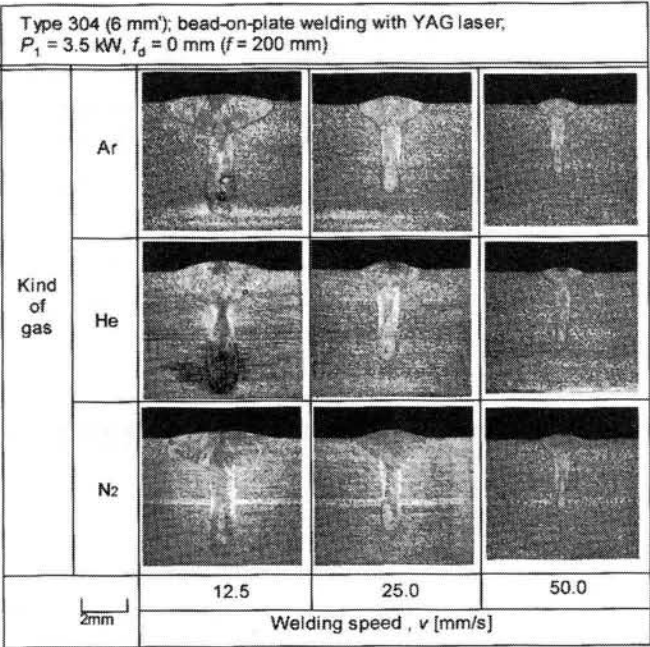 Type 304 (6 mm'); bead-on-plate welding with YAG laser;
P₁ = 3.5 kW, f_d = 0 mm (f = 200 mm)
Ar
Kind
of
gas
He
N₂
12.5 25.0 50.0
2mm
Welding speed , v [mm/s]